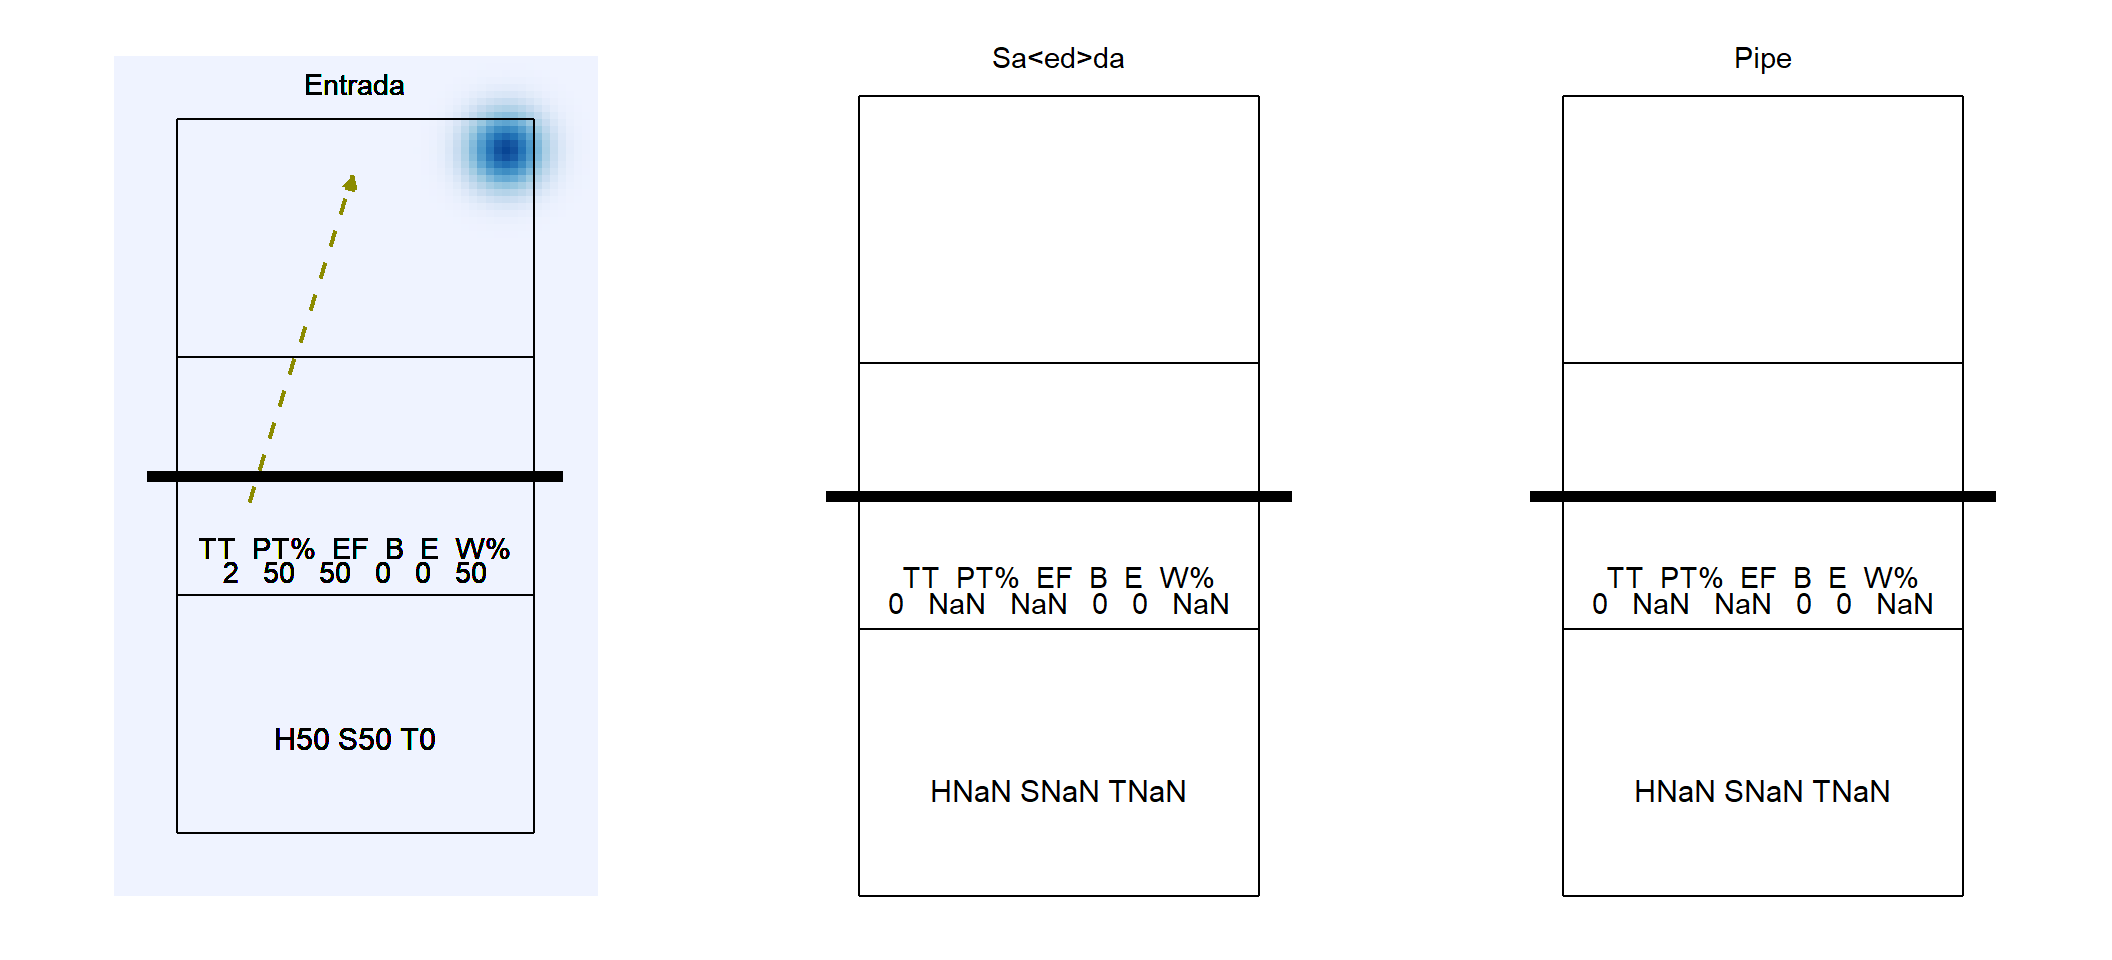 Entrada
TT PT% EF B E W%
2 50 50 0 0 50
H50 S50 T0
Sa<ed>da
TT PT% EF B E W%
0 NaN NaN 0 0 NaN
HNaN SNaN TNaN
Pipe
TT PT% EF B E W%
0 NaN NaN 0 0 NaN
HNaN SNaN TNaN